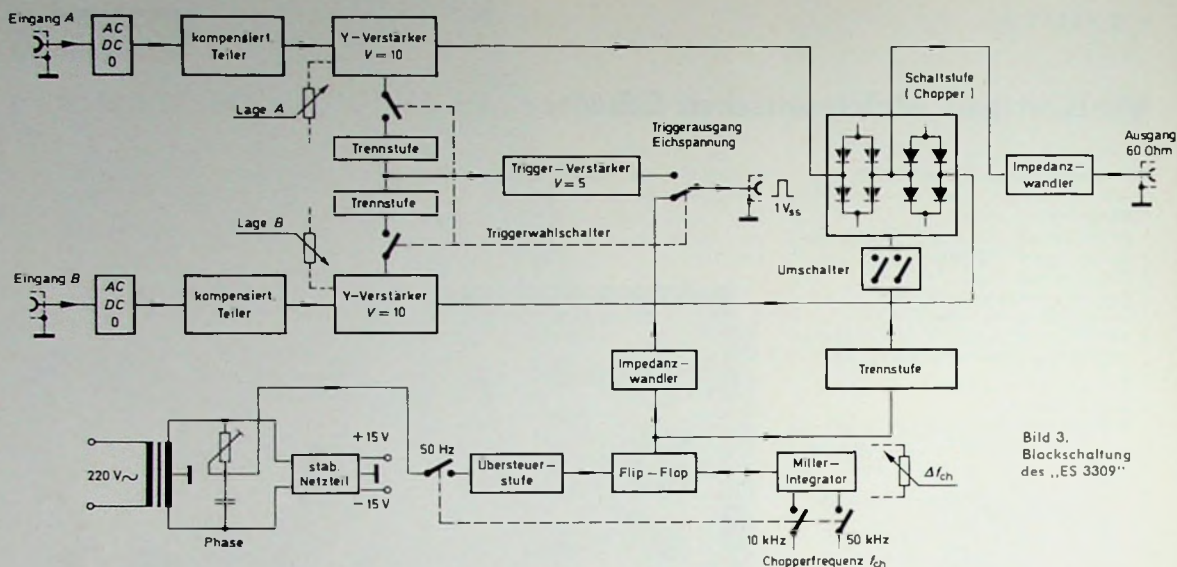 Eingang A
AC
DC
0
kompensiert.
Teiler
Y-Verstärker
V = 10
Lage A
Trennstufe
Trennstufe
Lage B
Trigger-Verstärker
V = 5
Triggerausgang
Eichspannung
1 Vss
Triggerwahlschalter
Schaltstufe
( Chopper )
Impedanz-
wandler
Ausgang
60 Ohm
Umschalter
Eingang B
AC
DC
0
kompensiert.
Teiler
Y-Verstärker
V = 10
Impedanz-
wandler
Trennstufe
220 V~
Phase
stab.
Netzteil
+15 V
-15 V
50 Hz
Übersteuer-
stufe
Flip-Flop
Miller-
Integrator
Δfch
10 kHz
50 kHz
Chopperfrequenz fch
Bild 3.
Blockschaltung
des „ES 3309"